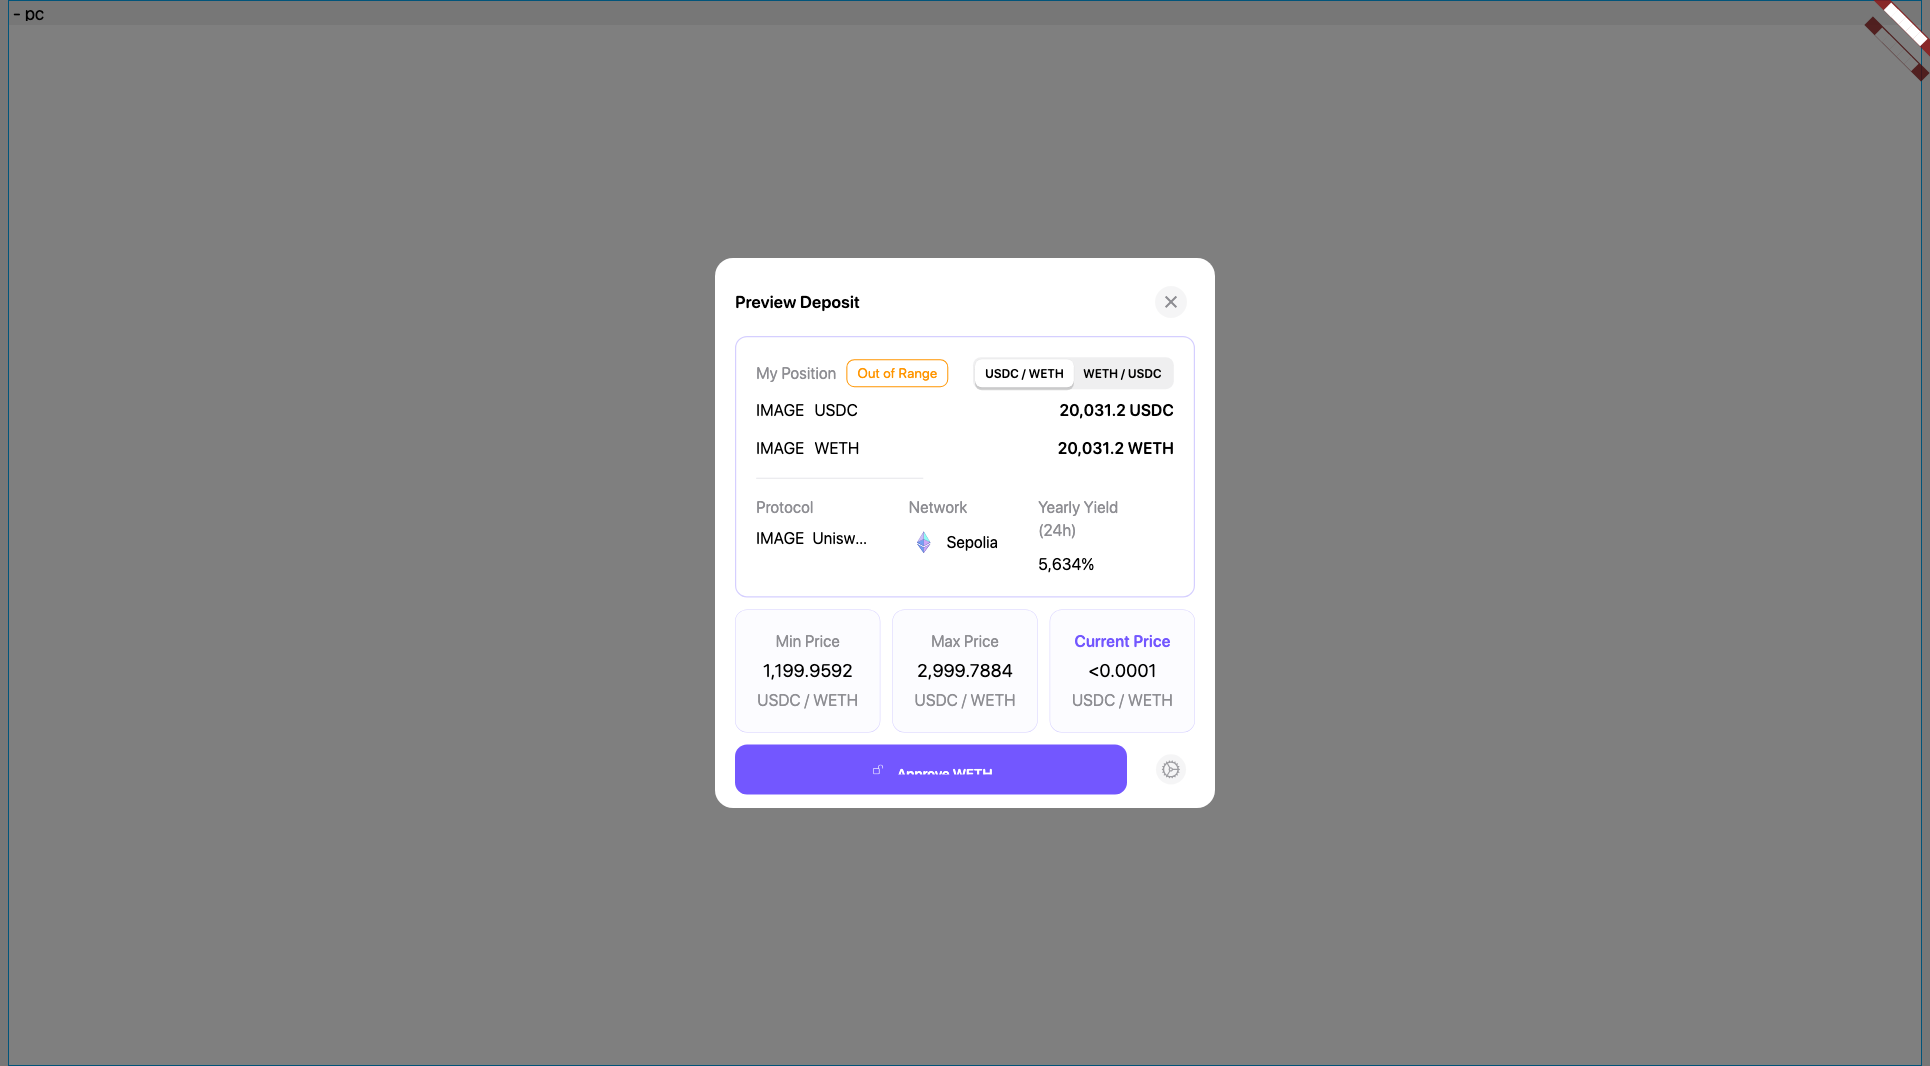 - pc
Preview Deposit
My Position Out of Range USDC / WETH WETH / USDC
IMAGE USDC 20,031.2 USDC
IMAGE WETH 20,031.2 WETH
Protocol Network Yearly Yield
(24h)
IMAGE Unisw... Sepolia
5,634%
Min Price Max Price Current Price
1,199.9592 2,999.7884 <0.0001
USDC / WETH USDC / WETH USDC / WETH
Approve WETH